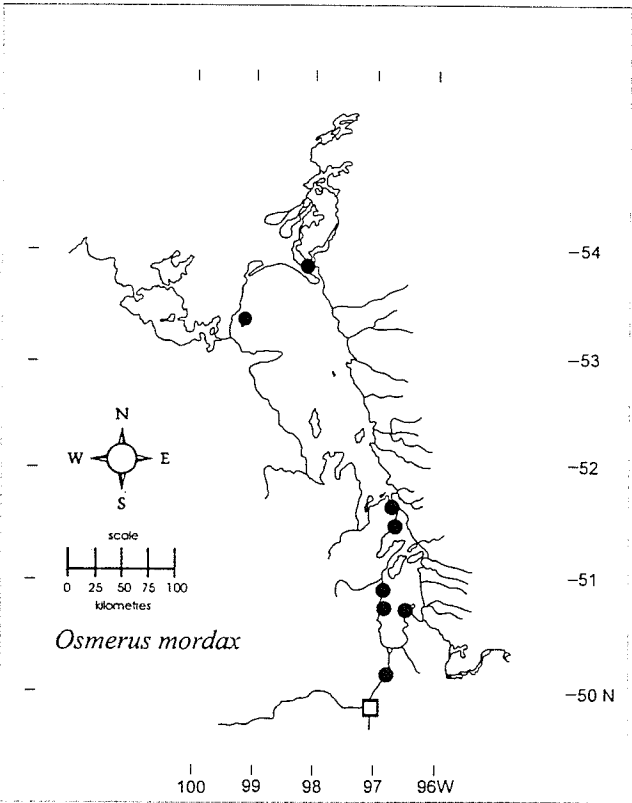 –54
–53
N
W E
S
–52
scale
0 25 50 75 100
kilometres
–51
Osmerus mordax
–50 N
100 99 98 97 96W